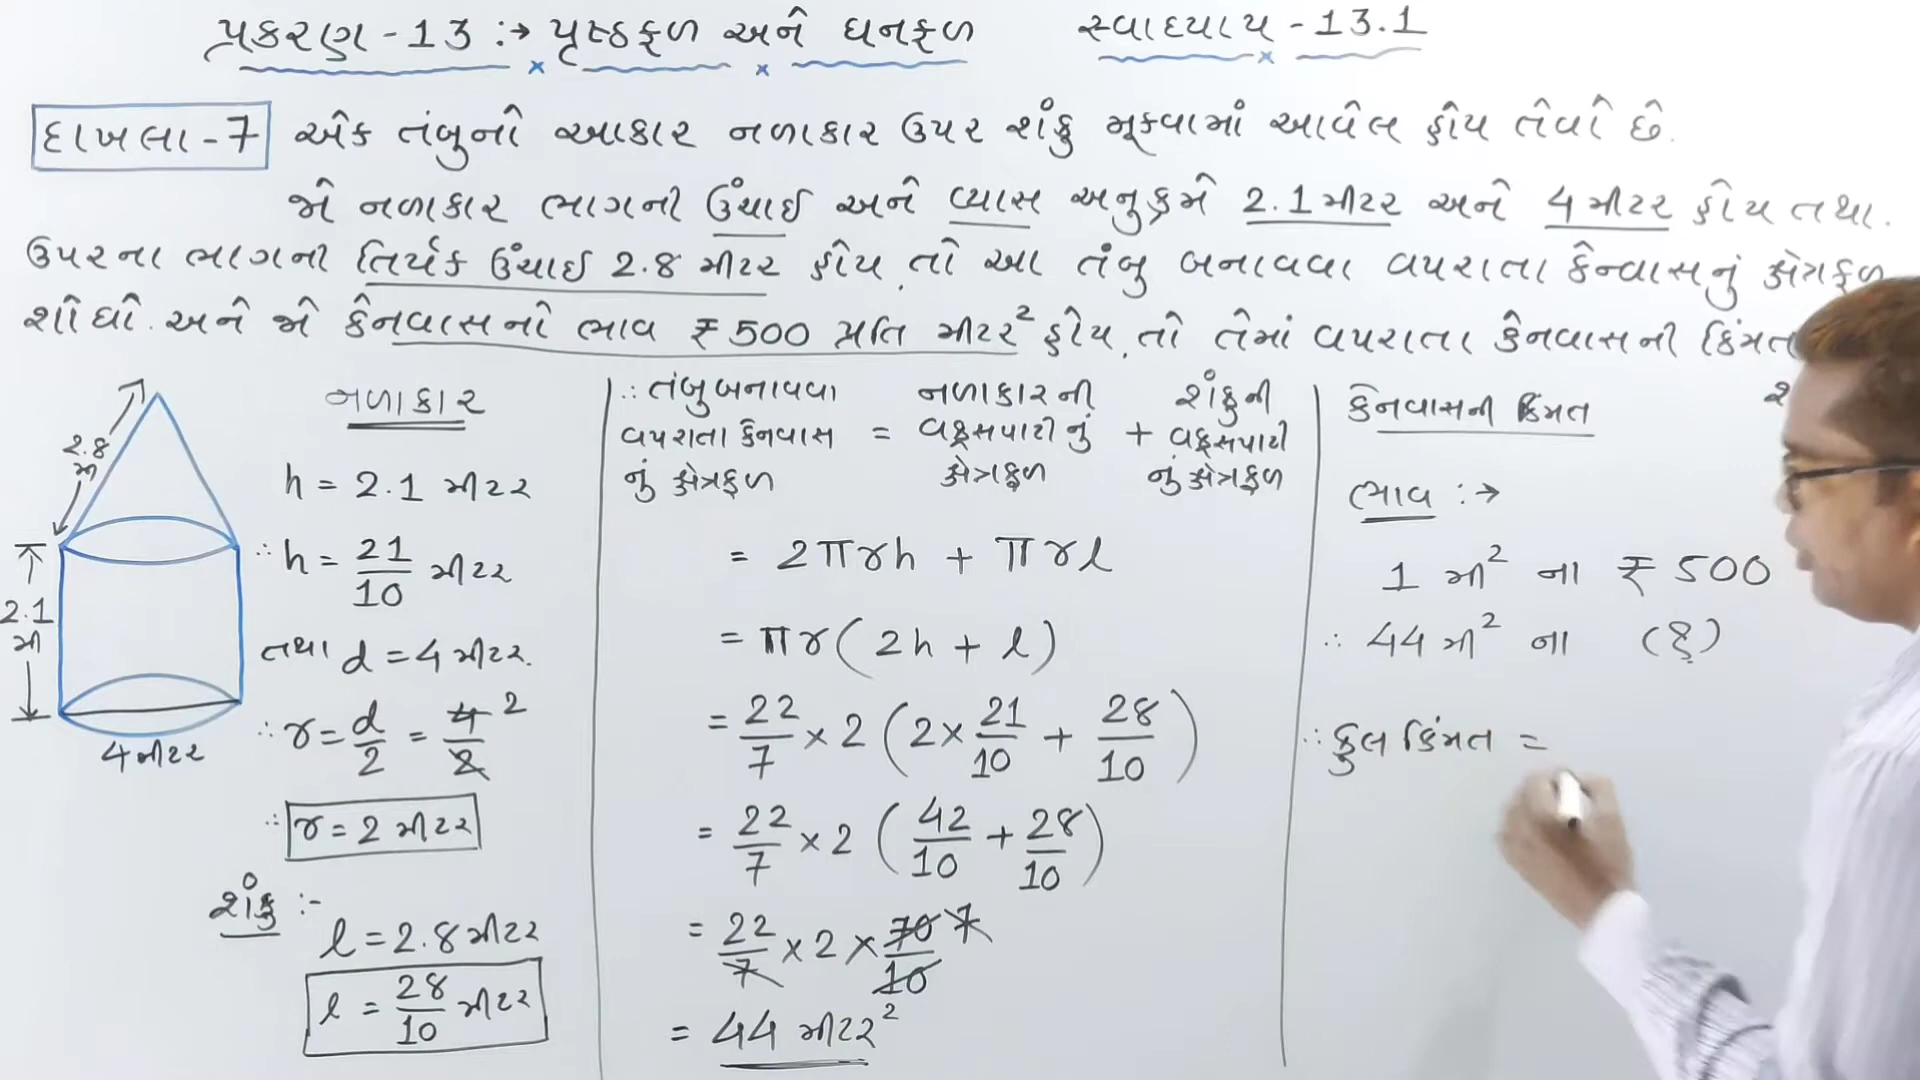 પ્રકરણ - 13 :→ પૃષ્ઠફળ અને ઘનફળ સ્વાધ્યાય - 13.1
દાખલા - 7 એક તંબુનો આકાર નળાકાર ઉપર શંકુ મૂકવામાં આવેલ હોય તેવો છે.
જો નળાકાર ભાગની ઉંચાઈ અને વ્યાસ અનુક્રમે 2.1 મીટર અને 4 મીટર હોય તથા
ઉપરના ભાગની તિર્યક ઉંચાઈ 2.8 મીટર હોય, તો આ તંબુ બનાવવા વપરાતા કેન્વાસનું ક્ષેત્રફળ
શોધો. અને જો કેનવાસનો ભાવ ₹ 500 પ્રતિ મીટર² હોય, તો તેમાં વપરાતા કેનવાસની કિંમત
2.8 મી
2.1 મી
4 મીટર
નળાકાર
h = 2.1 મીટર
∴ h = 21/10 મીટર
તથા d = 4 મીટર.
∴ r = d/2 = 4/2 2
∴ r = 2 મીટર
શંકુ :-
l = 2.8 મીટર
l = 28/10 મીટર
∴ તંબુ બનાવવા નળાકારની શંકુની
વપરાતા કેનવાસ = વક્રસપાટીનું + વક્રસપાટી
નું ક્ષેત્રફળ ક્ષેત્રફળ નું ક્ષેત્રફળ
= 2πrh + πrl
= πr(2h + l)
= 22/7 × 2 (2 × 21/10 + 28/10)
= 22/7 × 2 (42/10 + 28/10)
= 22/7 × 2 × 70/10 7
= 44 મીટર²
કેનવાસની કિંમત
ભાવ :→
1 મી² ના ₹ 500
∴ 44 મી² ના (?)
∴ કુલ કિંમત =